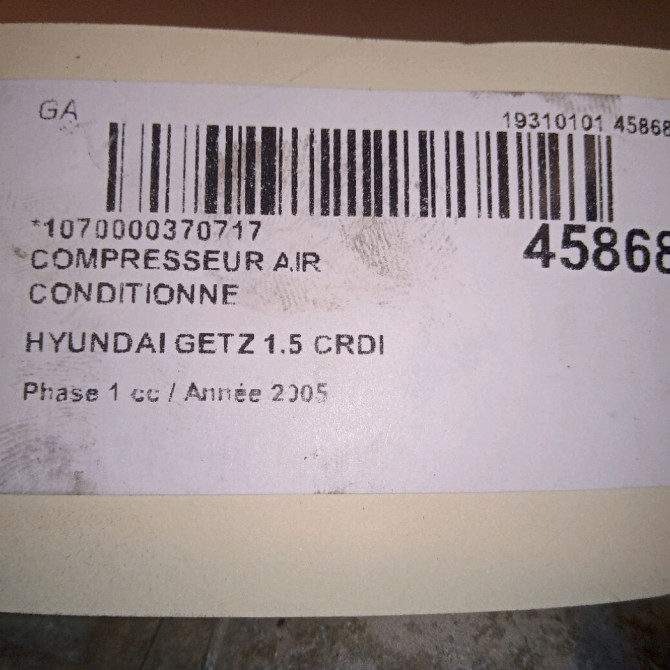 GA
19310101 45868
*1070000370717
45868
COMPRESSEUR AIR
CONDITIONNE
HYUNDAI GETZ 1.5 CRDI
Phase 1 cc / Année 2005